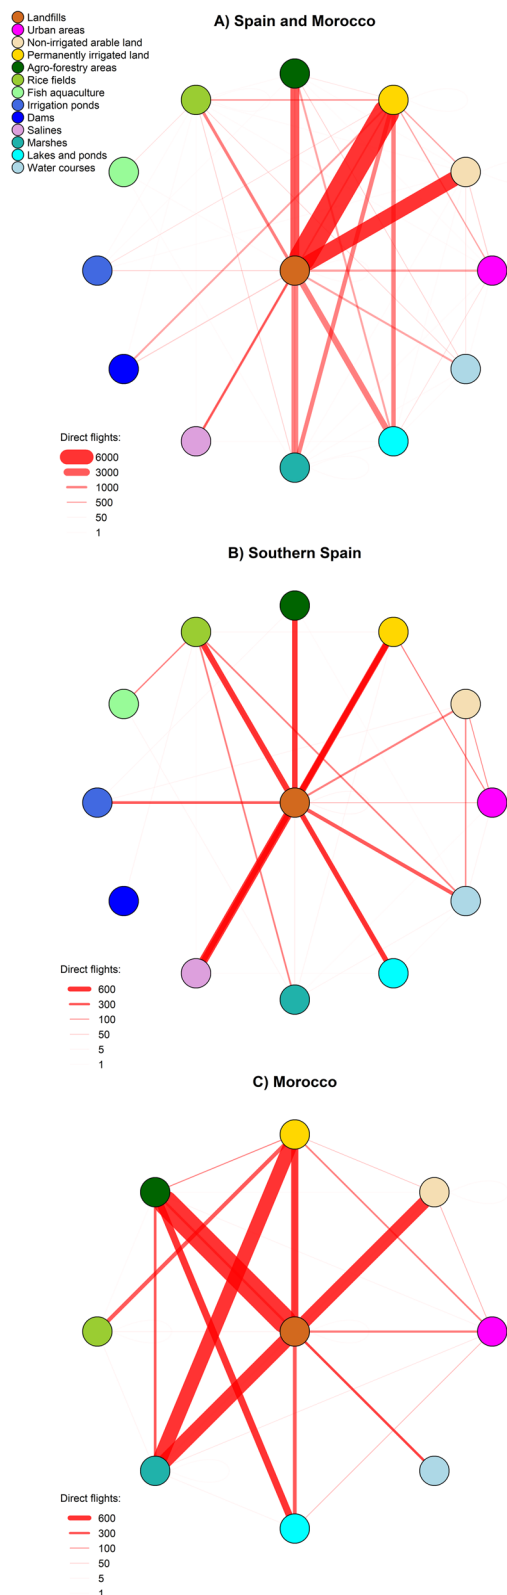 Landfills
Urban areas
Non-irrigated arable land
Permanently irrigated land
Agro-forestry areas
Rice fields
Fish aquaculture
Irrigation ponds
Dams
Salines
Marshes
Lakes and ponds
Water courses
A) Spain and Morocco
Direct flights:
6000
3000
1000
500
50
1
B) Southern Spain
Direct flights:
600
300
100
50
5
1
C) Morocco
Direct flights:
600
300
100
50
5
1